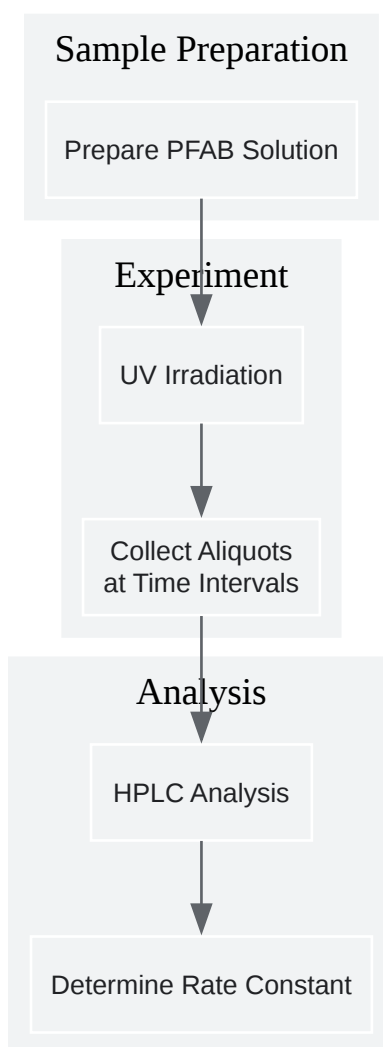 Sample Preparation
Prepare PFAB Solution
Experiment
UV Irradiation
Collect Aliquots
at Time Intervals
Analysis
HPLC Analysis
Determine Rate Constant